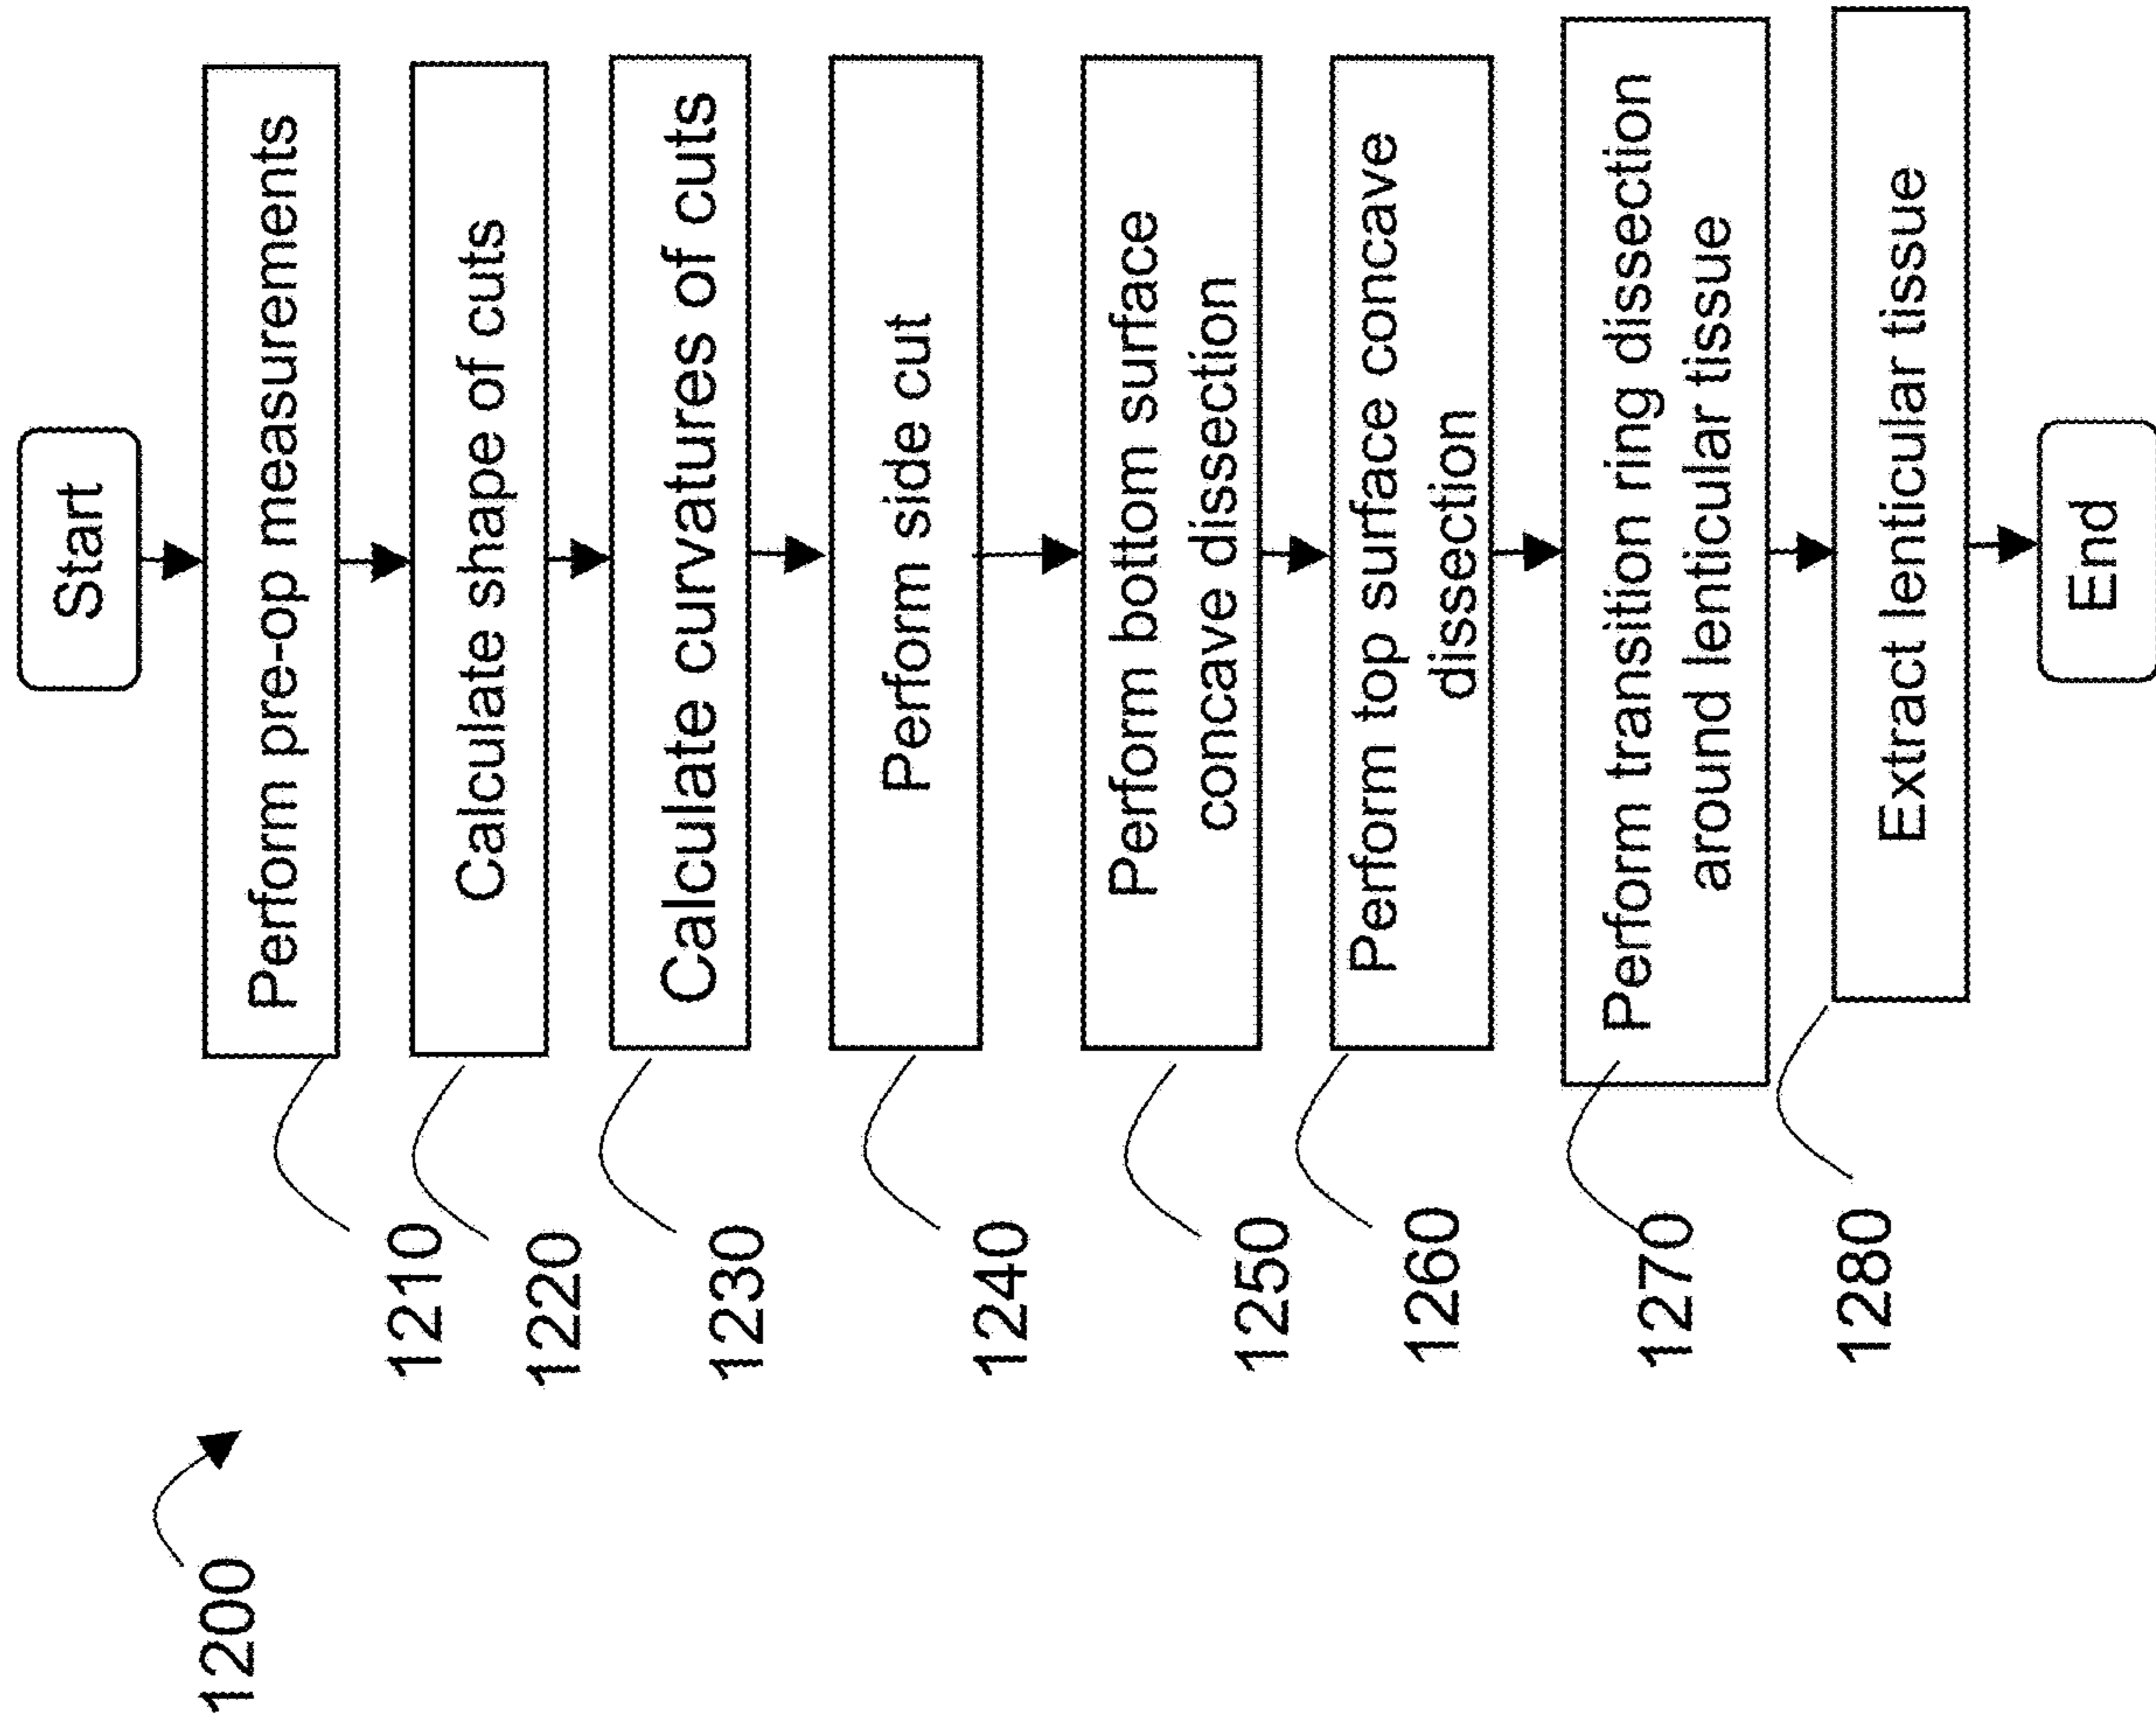 1200
Start
1210
Perform pre-op measurements
1220
Calculate shape of cuts
1230
Calculate curvatures of cuts
1240
Perform side cut
1250
Perform bottom surface
concave dissection
1260
Perform top surface concave
dissection
1270
Perform transition ring dissection
around lenticular tissue
1280
Extract lenticular tissue
End